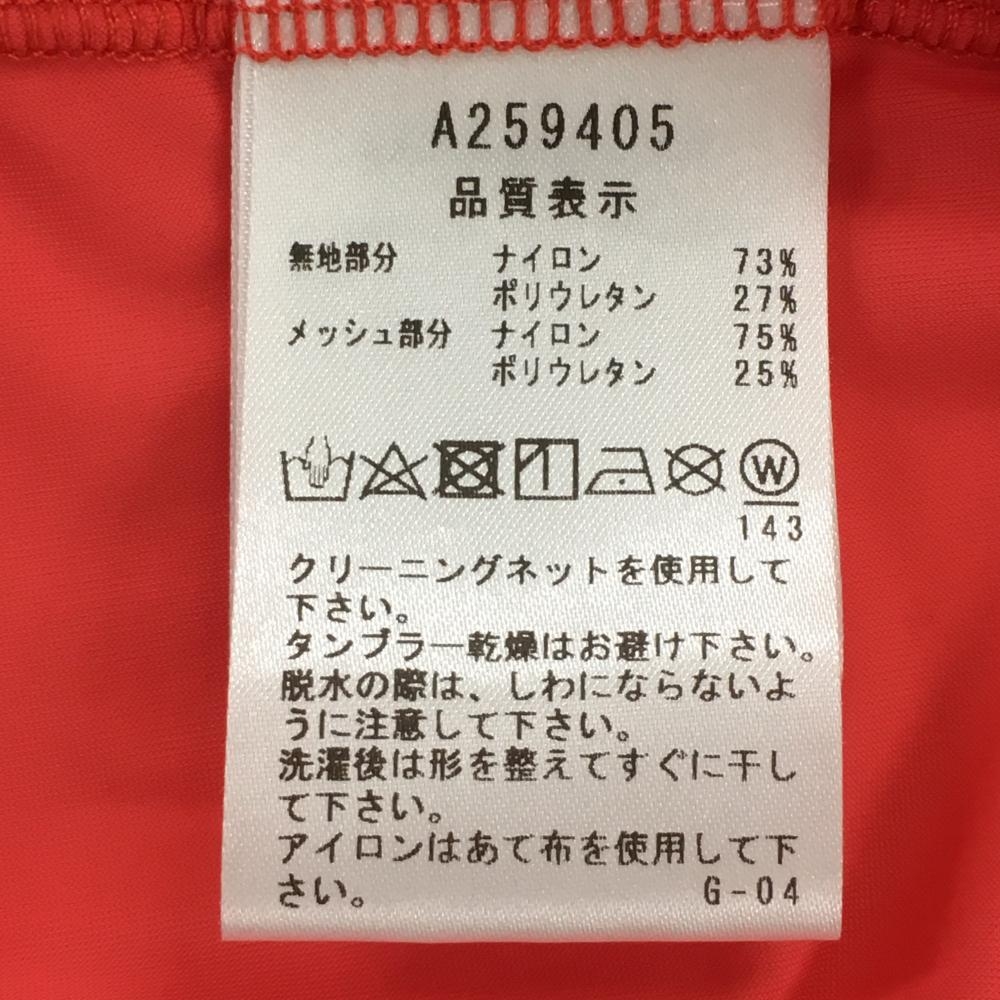 A259405
品質表示
無地部分 ナイロン 73%
ポリウレタン 27%
メッシュ部分 ナイロン 75%
ポリウレタン 25%
W
143
クリーニングネットを使用して
下さい。
タンブラー乾燥はお避け下さい。
脱水の際は、しわにならないよ
うに注意して下さい。
洗濯後は形を整えてすぐに干し
て下さい。
アイロンはあて布を使用して下
さい。 G-04